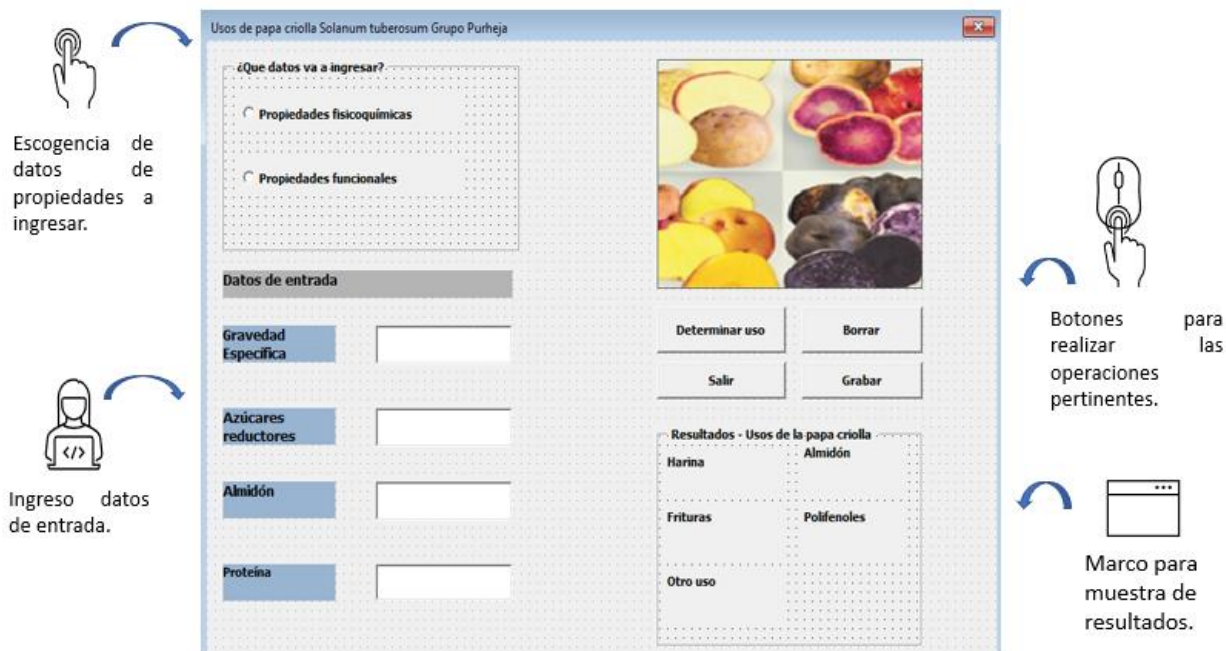 Usos de papa criolla Solanum tuberosum Grupo Purheja
¿Que datos va a ingresar?
Propiedades fisicoquímicas
Propiedades funcionales
Escogencia de
datos de
propiedades a
ingresar.
Datos de entrada
Gravedad
Específica
Azúcares
reductores
Almidón
Proteína
</>
Ingreso datos
de entrada.
Determinar uso
Borrar
Salir
Grabar
Botones para
realizar las
operaciones
pertinentes.
Resultados - Usos de la papa criolla
Harina
Almidón
Frituras
Polifenoles
Otro uso
Marco para
muestra de
resultados.